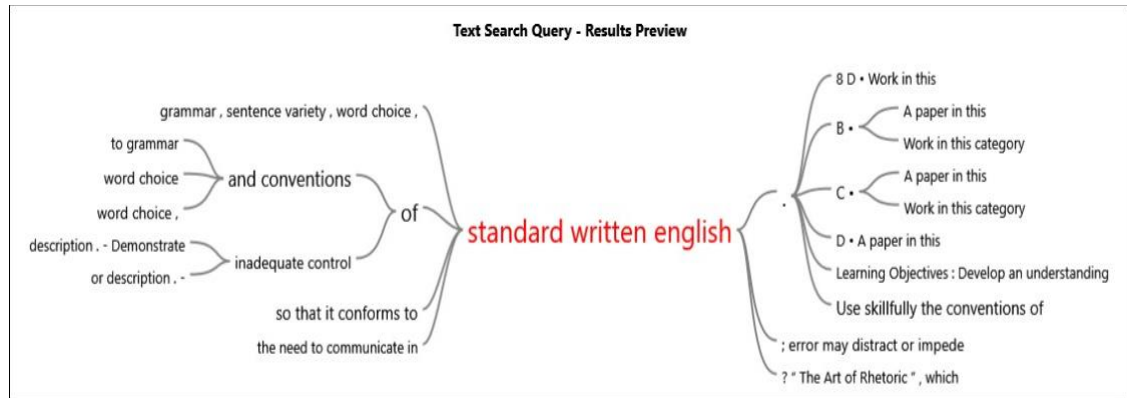 Text Search Query - Results Preview
grammar , sentence variety , word choice ,
to grammar
word choice
word choice ,
and conventions
description . - Demonstrate
or description . -
inadequate control
of
so that it conforms to
the need to communicate in
standard written english
.
8 D • Work in this
B •
A paper in this
Work in this category
C •
A paper in this
Work in this category
D • A paper in this
Learning Objectives : Develop an understanding
Use skillfully the conventions of
; error may distract or impede
? " The Art of Rhetoric " , which